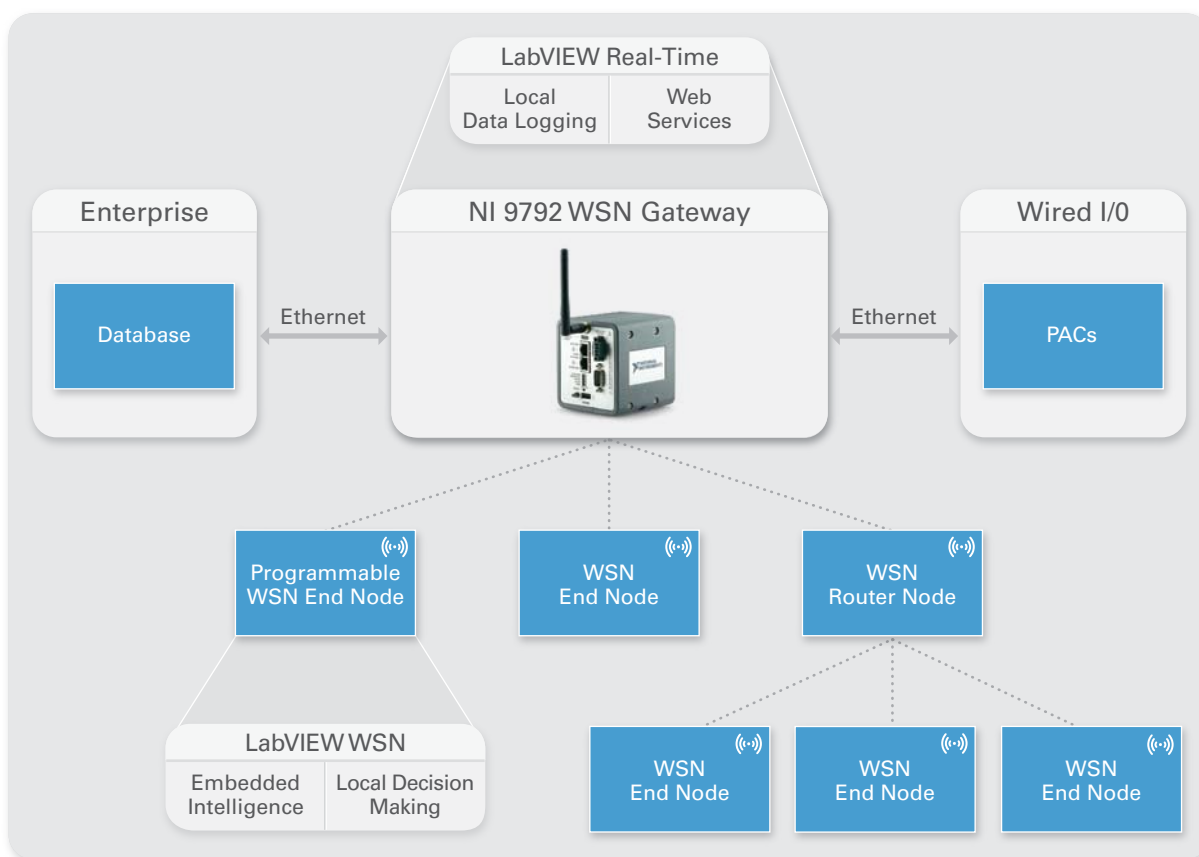 LabVIEW Real-Time
Local
Data Logging
Web
Services
Enterprise
Database
Ethernet
NI 9792 WSN Gateway
NATIONAL
INSTRUMENTS
Ethernet
Wired I/0
PACs
Programmable
WSN End Node
WSN
End Node
WSN
Router Node
LabVIEW WSN
Embedded
Intelligence
Local Decision
Making
WSN
End Node
WSN
End Node
WSN
End Node